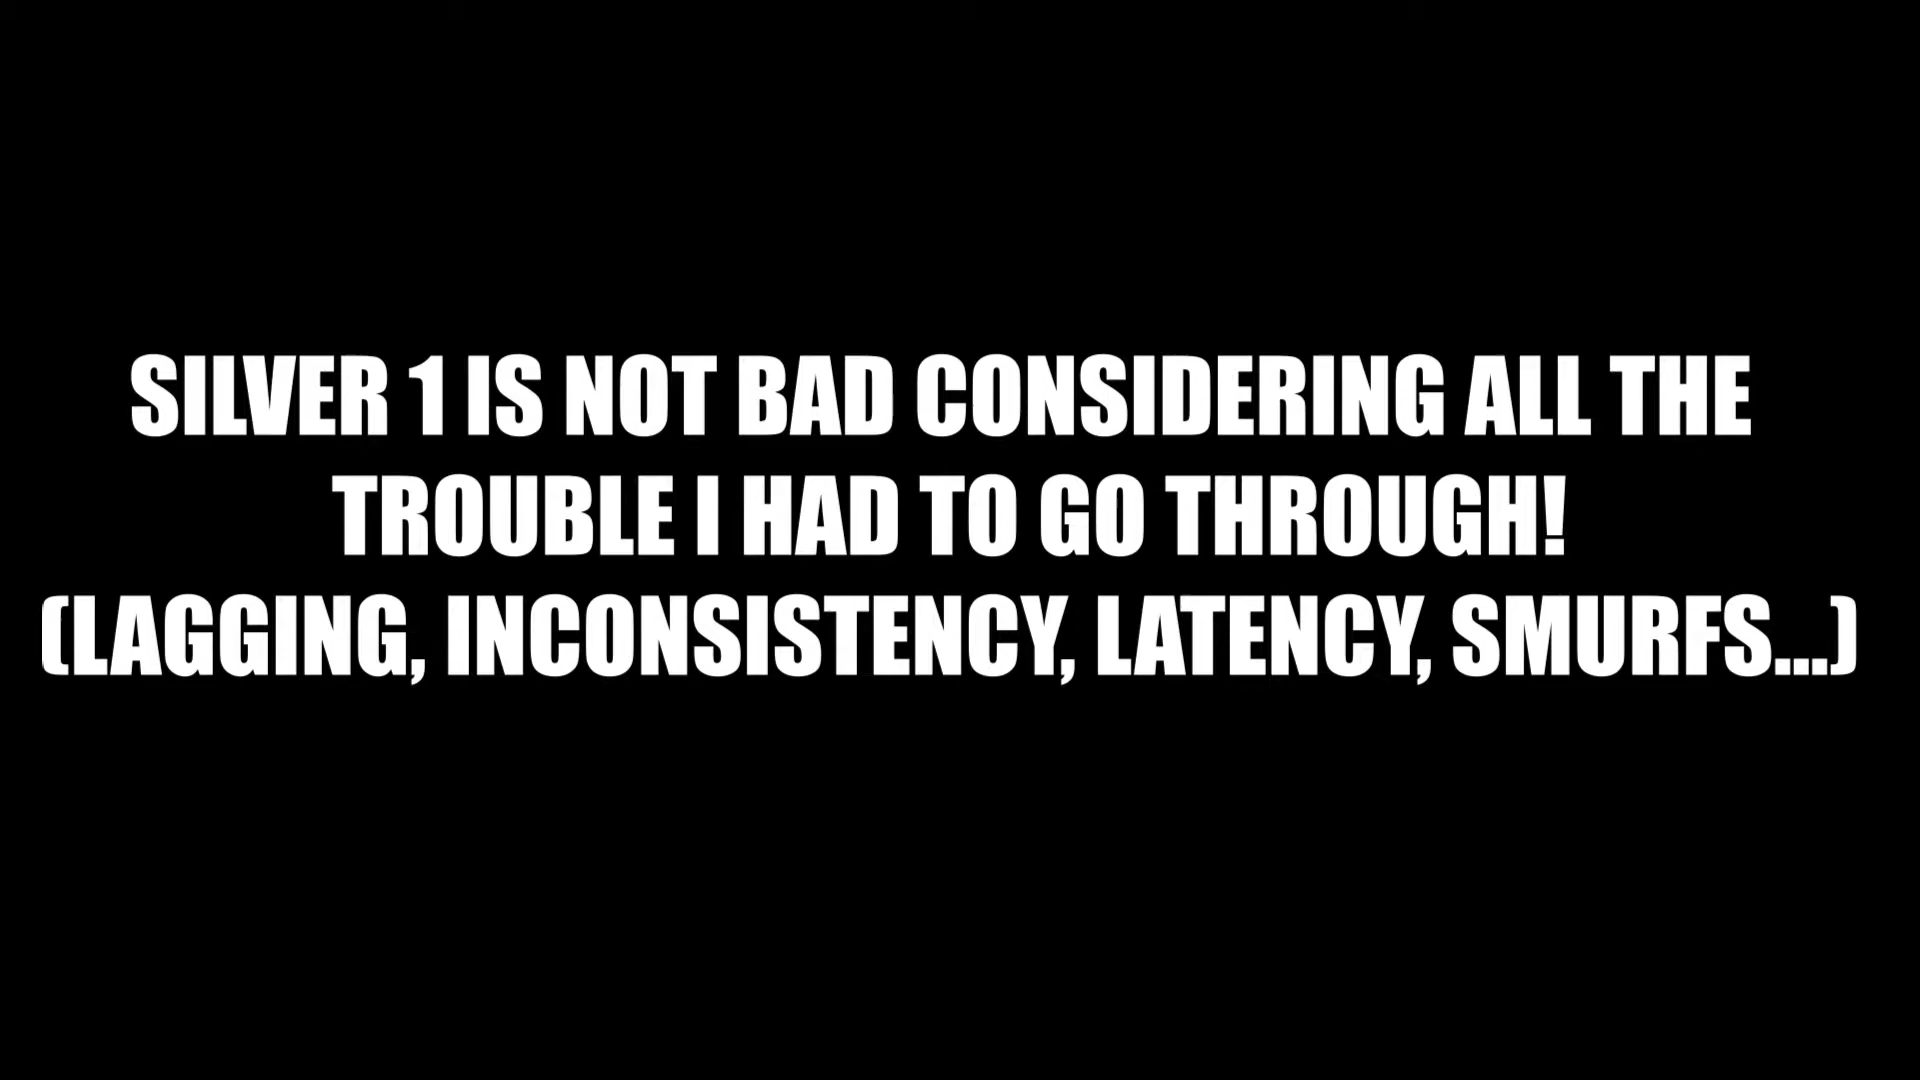 SILVER 1 IS NOT BAD CONSIDERING ALL THE
TROUBLE I HAD TO GO THROUGH!
(LAGGING, INCONSISTENCY, LATENCY, SMURFS...)